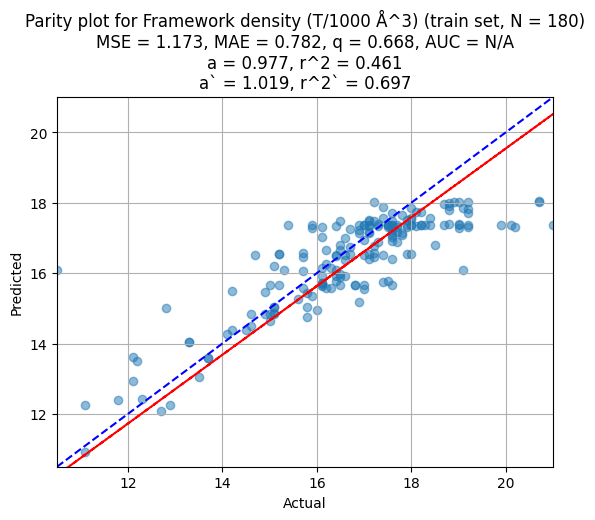 Parity plot for Framework density (T/1000 Å^3) (train set, N = 180)
MSE = 1.173, MAE = 0.782, q = 0.668, AUC = N/A
a = 0.977, r^2 = 0.461
a` = 1.019, r^2` = 0.697
20
18
16
14
12
Predicted
12 14 16 18 20
Actual